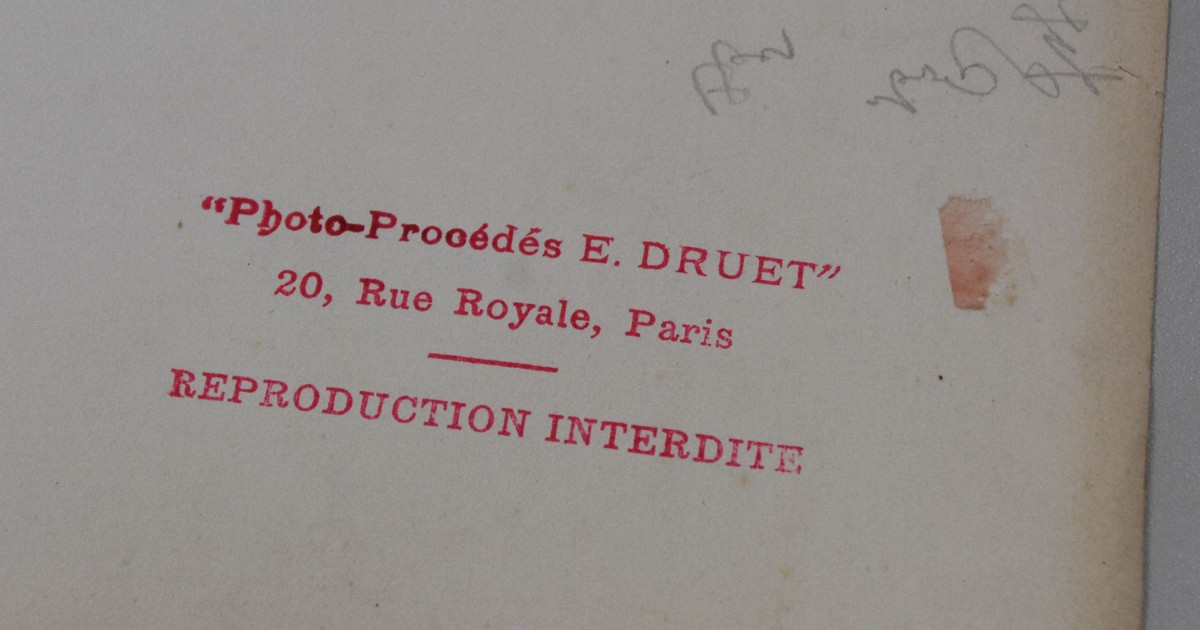 “Photo-Procédés E. DRUET”
20, Rue Royale, Paris
REPRODUCTION INTERDITE